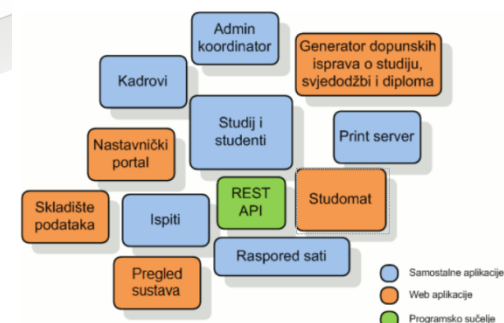 Admin
koordinator
Generator dopunskih
isprava o studiju,
svjedodžbi i diploma
Kadrovi
Studij i
studenti
Print server
Nastavnički
portal
REST
API
Studomat
Skladište
podataka
Ispiti
Raspored sati
Pregled
sustava
Samostalne aplikacije
Web aplikacije
Programsko sučelje